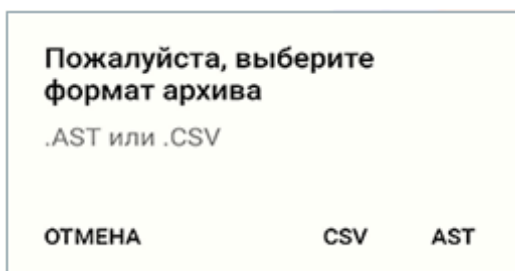 Пожалуйста, выберите
формат архива
.AST или .CSV
ОТМЕНА CSV AST